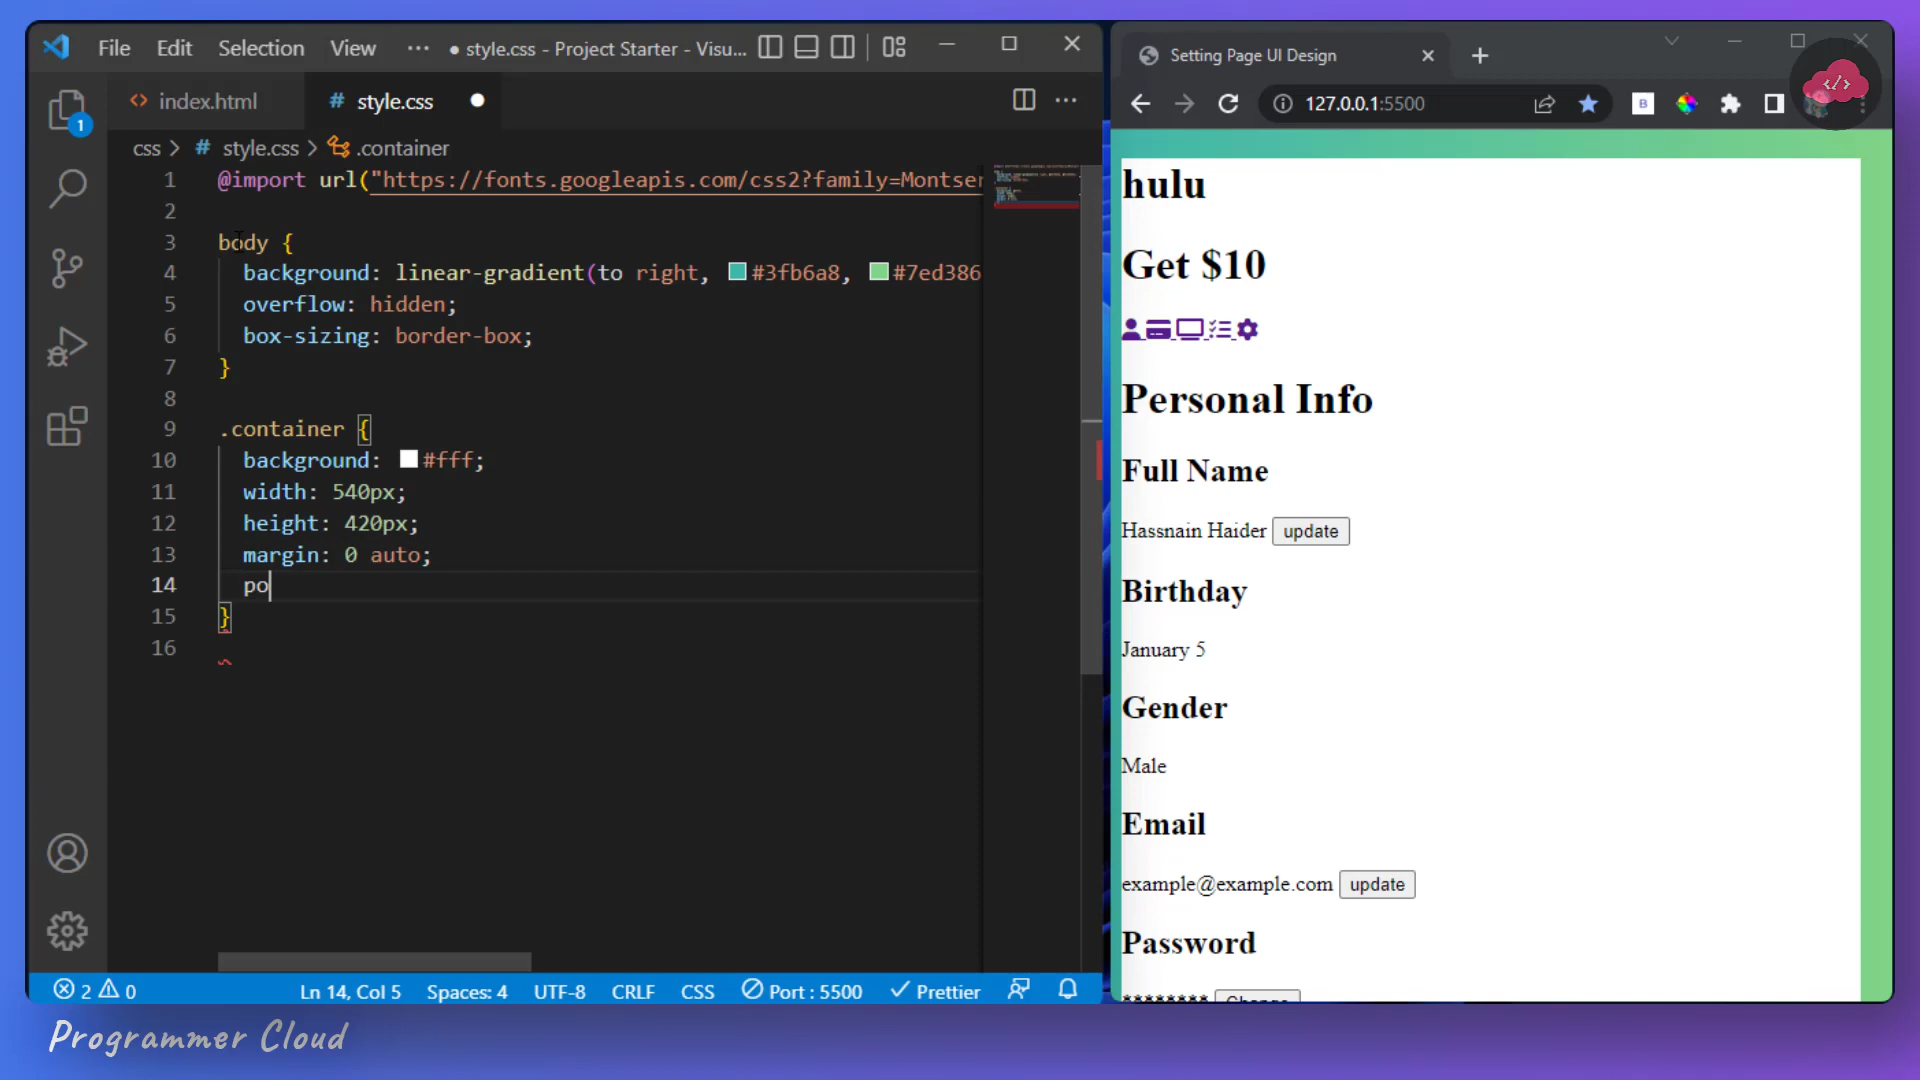 File Edit Selection View ··· ● style.css - Project Starter - Visu...
index.html # style.css ●
css > # style.css > .container
1 @import url("https://fonts.googleapis.com/css2?family=Montser
2
3 body {
4 background: linear-gradient(to right, #3fb6a8, #7ed386
5 overflow: hidden;
6 box-sizing: border-box;
7 }
8
9 .container {
10 background: #fff;
11 width: 540px;
12 height: 420px;
13 margin: 0 auto;
14 po
15 }
16
1
2 0 Ln 14, Col 5 Spaces: 4 UTF-8 CRLF CSS Port : 5500 Prettier
Setting Page UI Design
127.0.0.1:5500
B
</>
hulu
Get $10
Personal Info
Full Name
Hassnain Haider update
Birthday
January 5
Gender
Male
Email
example@example.com update
Password
******** Change
Programmer Cloud